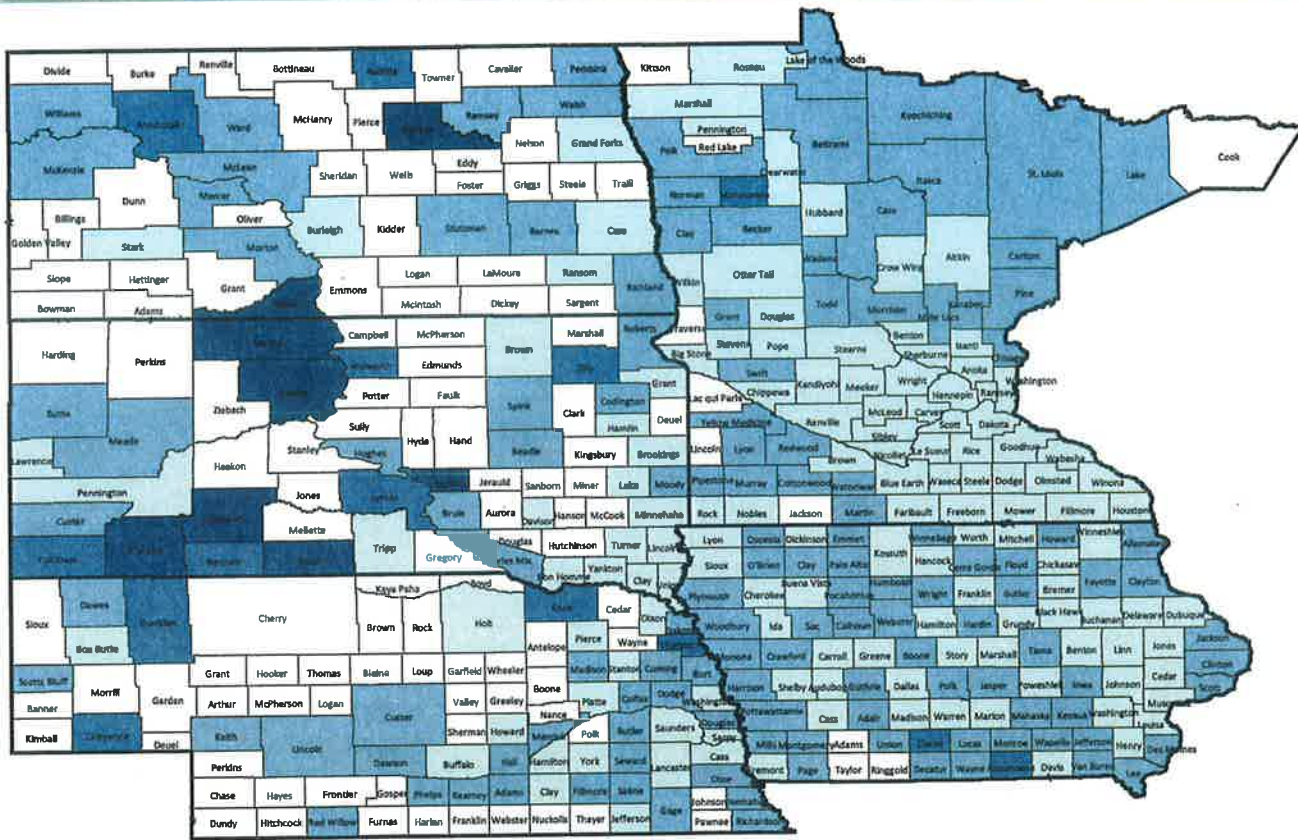 Divide Burke Renville Bottineau Towner Cavalier Pembina Kittson Roseau Lake of the Woods
Williams Mountrail Ward McHenry Pierce Benson Ramsey Walsh Marshall Koochiching
Nelson Grand Forks Pennington Red Lake Polk Beltrami Cook
McKenzie McLean Sheridan Wells Eddy Foster Griggs Steele Traill Clearwater Itasca St. Louis Lake
Dunn Mercer Oliver Norman Hubbard Cass
Golden Valley Billings Stark Morton Burleigh Kidder Stutsman Barnes Cass Clay Becker
Slope Hettinger Grant Emmons Logan LaMoure Ransom Richland Wilkin Otter Tail Wadena Crow Wing Aitkin Carlton
Bowman Adams McIntosh Dickey Sargent Grant Douglas Todd Morrison Mille Lacs Kanabec Pine
Harding Perkins Campbell McPherson Brown Marshall Roberts Traverse Stevens Pope Stearns Benton Sherburne Isanti
Edmunds Day Big Stone Swift Kandiyohi Meeker Wright Anoka Washington
Butte Meade Ziebach Potter Faulk Spink Clark Codington Grant Lac qui Parle Chippewa Hennepin Ramsey
Sully Hyde Hand Hamlin Deuel Yellow Medicine Renville McLeod Carver Scott Dakota
Lawrence Haakon Stanley Hughes Beadle Kingsbury Brookings Lincoln Lyon Redwood Brown Sibley Nicollet Le Sueur Rice Goodhue Wabasha
Pennington Jones Lyman Jerauld Sanborn Miner Lake Moody Pipestone Murray Cottonwood Watonwan Blue Earth Waseca Steele Dodge Olmsted Winona
Custer Mellette Brule Aurora Davison Hanson McCook Minnehaha Rock Nobles Jackson Martin Faribault Freeborn Mower Fillmore Houston
Tripp Gregory Douglas Hutchinson Turner Lincoln Lyon Osceola Dickinson Emmet Kossuth Winnebago Worth Mitchell Howard Winneshiek Allamakee
Bennett Bon Homme Yankton Clay Union Sioux O'Brien Clay Palo Alto Hancock Cerro Gordo Floyd Chickasaw
Sioux Dawes Cherry Keya Paha Boyd Knox Cedar Dixon Plymouth Cherokee Buena Vista Pocahontas Humboldt Wright Franklin Butler Bremer Fayette Clayton
Box Butte Brown Rock Holt Antelope Pierce Wayne Woodbury Ida Sac Calhoun Webster Hamilton Hardin Grundy Black Hawk Buchanan Delaware Dubuque
Scotts Bluff Morrill Garden Grant Hooker Thomas Blaine Loup Garfield Wheeler Madison Stanton Cuming Burt Monona Crawford Carroll Greene Boone Story Marshall Tama Benton Linn Jones Jackson
Banner Arthur McPherson Logan Custer Valley Greeley Boone Platte Colfax Dodge Washington Harrison Shelby Audubon Guthrie Dallas Polk Jasper Poweshiek Iowa Johnson Cedar Clinton Scott
Kimball Cheyenne Deuel Keith Lincoln Sherman Howard Nance Merrick Polk Butler Saunders Douglas Sarpy Pottawattamie Cass Adair Madison Warren Marion Mahaska Keokuk Washington
Perkins Dawson Buffalo Hall Hamilton York Seward Lancaster Cass Mills Montgomery Adams Union Lucas Monroe Wapello Jefferson Henry Des Moines
Chase Hayes Frontier Gosper Phelps Kearney Adams Clay Fillmore Saline Otoe Fremont Page Taylor Ringgold Decatur Wayne Davis Van Buren Lee
Dundy Hitchcock Red Willow Furnas Harlan Franklin Webster Nuckolls Thayer Jefferson Gage Johnson Pawnee Richardson